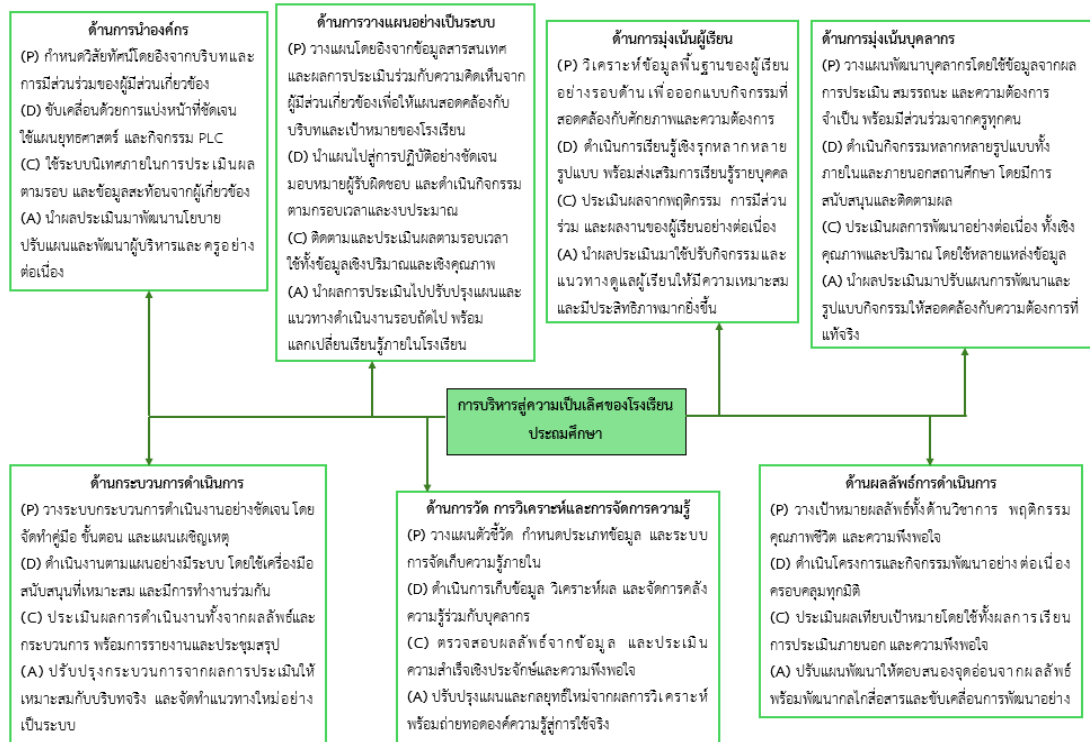 ด้านการนำองค์กร
(P) กำหนดวิสัยทัศน์โดยอิงจากบริบทและ
การมีส่วนร่วมของผู้มีส่วนเกี่ยวข้อง
(D) ขับเคลื่อนด้วยการแบ่งหน้าที่ชัดเจน
ใช้แผนยุทธศาสตร์ และกิจกรรม PLC
(C) ใช้ระบบนิเทศภายในการประเมินผล
ตามรอบ และข้อมูลสะท้อนจากผู้เกี่ยวข้อง
(A) นำผลประเมินมาพัฒนานโยบาย
ปรับแผนและพัฒนาผู้บริหารและ ครูอย่าง
ต่อเนื่อง
ด้านการวางแผนอย่างเป็นระบบ
(P) วางแผนโดยอิงจากข้อมูลสารสนเทศ
และผลการประเมินร่วมกับความคิดเห็นจาก
ผู้มีส่วนเกี่ยวข้องเพื่อให้แผนสอดคล้องกับ
บริบทและเป้าหมายของโรงเรียน
(D) นำแผนไปสู่การปฏิบัติอย่างชัดเจน
มอบหมายผู้รับผิดชอบ และดำเนินกิจกรรม
ตามกรอบเวลาและงบประมาณ
(C) ติดตามและประเมินผลตามรอบเวลา
ใช้ทั้งข้อมูลเชิงปริมาณและเชิงคุณภาพ
(A) นำผลการประเมินไปปรับปรุงแผนและ
แนวทางดำเนินงานรอบถัดไป พร้อม
แลกเปลี่ยนเรียนรู้ภายในโรงเรียน
ด้านการมุ่งเน้นผู้เรียน
(P) วิเคราะห์ข้อมูลพื้นฐานของผู้เรียน
อย่างรอบด้าน เพื่อออกแบบกิจกรรมที่
สอดคล้องกับศักยภาพและความต้องการ
(D) ดำเนินการเรียนรู้เชิงรุกหลากหลาย
รูปแบบ พร้อมส่งเสริมการเรียนรู้รายบุคคล
(C) ประเมินผลจากพฤติกรรม การมีส่วน
ร่วม และผลงานของผู้เรียนอย่างต่อเนื่อง
(A) นำผลประเมินมาใช้ปรับกิจกรรมและ
แนวทางดูแลผู้เรียนให้มีความเหมาะสม
และมีประสิทธิภาพมากยิ่งขึ้น
ด้านการมุ่งเน้นบุคลากร
(P) วางแผนพัฒนาบุคลากรโดยใช้ข้อมูลจากผล
การประเมิน สมรรถนะ และความต้องการ
จำเป็น พร้อมมีส่วนร่วมจากครูทุกคน
(D) ดำเนินกิจกรรมหลากหลายรูปแบบทั้ง
ภายในและภายนอกสถานศึกษา โดยมีการ
สนับสนุนและติดตามผล
(C) ประเมินผลการพัฒนาอย่างต่อเนื่อง ทั้งเชิง
คุณภาพและปริมาณ โดยใช้หลายแหล่งข้อมูล
(A) นำผลประเมินมาปรับแผนการพัฒนาและ
รูปแบบกิจกรรมให้สอดคล้องกับความต้องการที่
แท้จริง
การบริหารสู่ความเป็นเลิศของโรงเรียน
ประถมศึกษา
ด้านกระบวนการดำเนินการ
(P) วางระบบกระบวนการดำเนินงานอย่างชัดเจน โดย
จัดทำคู่มือ ขั้นตอน และแผนเผชิญเหตุ
(D) ดำเนินงานตามแผนอย่างมีระบบ โดยใช้เครื่องมือ
สนับสนุนที่เหมาะสม และมีการทำงานร่วมกัน
(C) ประเมินผลการดำเนินงานทั้งจากผลลัพธ์และ
กระบวนการ พร้อมการรายงานและประชุมสรุป
(A) ปรับปรุงกระบวนการจากผลการประเมินให้
เหมาะสมกับบริบทจริง และจัดทำแนวทางใหม่อย่าง
เป็นระบบ
ด้านการวัด การวิเคราะห์และการจัดการความรู้
(P) วางแผนตัวชี้วัด กำหนดประเภทข้อมูล และระบบ
การจัดเก็บความรู้ภายใน
(D) ดำเนินการเก็บข้อมูล วิเคราะห์ผล และจัดการคลัง
ความรู้ร่วมกับบุคลากร
(C) ตรวจสอบผลลัพธ์จากข้อมูล และประเมิน
ความสำเร็จเชิงประจักษ์และความพึงพอใจ
(A) ปรับปรุงแผนและกลยุทธ์ใหม่จากผลการวิเคราะห์
พร้อมถ่ายทอดองค์ความรู้สู่การใช้จริง
ด้านผลลัพธ์การดำเนินการ
(P) วางเป้าหมายผลลัพธ์ทั้งด้านวิชาการ พฤติกรรม
คุณภาพชีวิต และความพึงพอใจ
(D) ดำเนินโครงการและกิจกรรมพัฒนาอย่างต่อเนื่อง
ครอบคลุมทุกมิติ
(C) ประเมินผลเทียบเป้าหมายโดยใช้ทั้งผลการเรียน
การประเมินภายนอก และความพึงพอใจ
(A) ปรับแผนพัฒนาให้ตอบสนองจุดอ่อนจากผลลัพธ์
พร้อมพัฒนากลไกสื่อสารและขับเคลื่อนการพัฒนาอย่าง